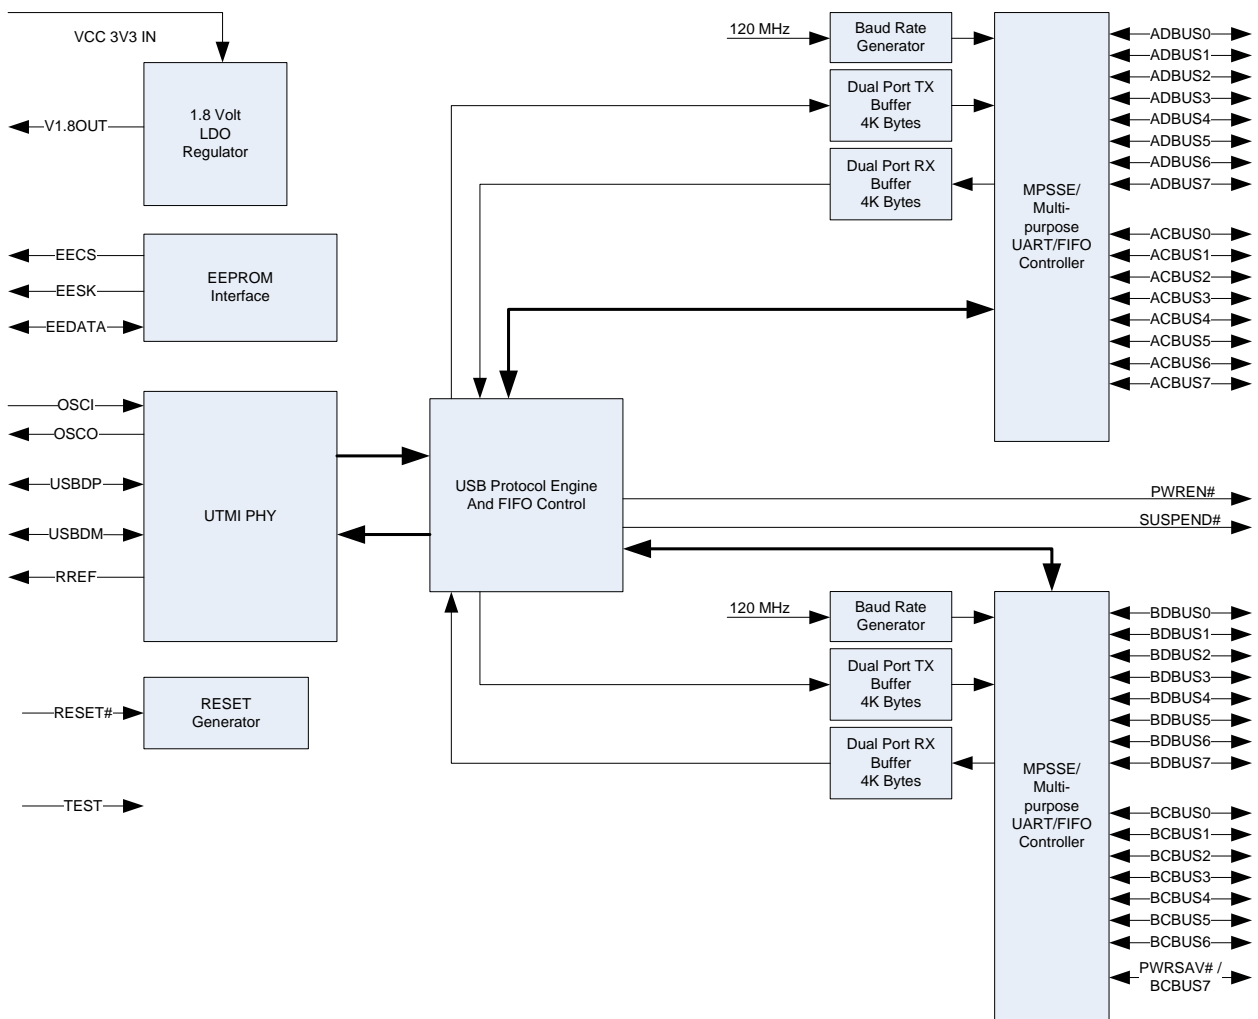 VCC 3V3 IN
1.8 Volt
LDO
Regulator
V1.8OUT
EEPROM
Interface
EECS
EESK
EEDATA
OSCI
OSCO
USBDP
USBDM
RREF
UTMI PHY
RESET#
RESET
Generator
TEST
USB Protocol Engine
And FIFO Control
120 MHz
Baud Rate
Generator
Dual Port TX
Buffer
4K Bytes
Dual Port RX
Buffer
4K Bytes
MPSSE/
Multi-
purpose
UART/FIFO
Controller
ADBUS0
ADBUS1
ADBUS2
ADBUS3
ADBUS4
ADBUS5
ADBUS6
ADBUS7
ACBUS0
ACBUS1
ACBUS2
ACBUS3
ACBUS4
ACBUS5
ACBUS6
ACBUS7
PWREN#
SUSPEND#
120 MHz
Baud Rate
Generator
Dual Port TX
Buffer
4K Bytes
Dual Port RX
Buffer
4K Bytes
MPSSE/
Multi-
purpose
UART/FIFO
Controller
BDBUS0
BDBUS1
BDBUS2
BDBUS3
BDBUS4
BDBUS5
BDBUS6
BDBUS7
BCBUS0
BCBUS1
BCBUS2
BCBUS3
BCBUS4
BCBUS5
BCBUS6
PWRSAV# /
BCBUS7